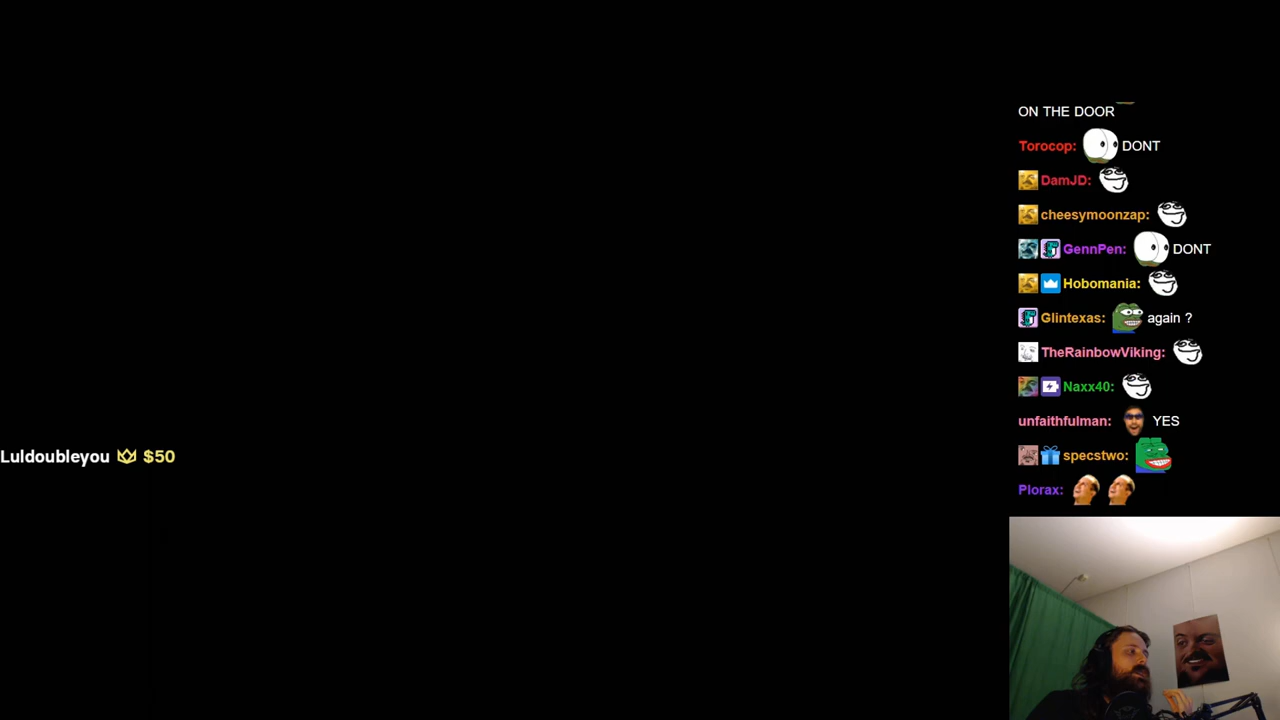 ON THE DOOR
Torocop: DONT
DamJD:
cheesymoonzap:
GennPen: DONT
Hobomania:
Glintexas: again ?
TheRainbowViking:
Naxx40:
unfaithfulman: YES
Luldoubleyou $50
specstwo:
Plorax: